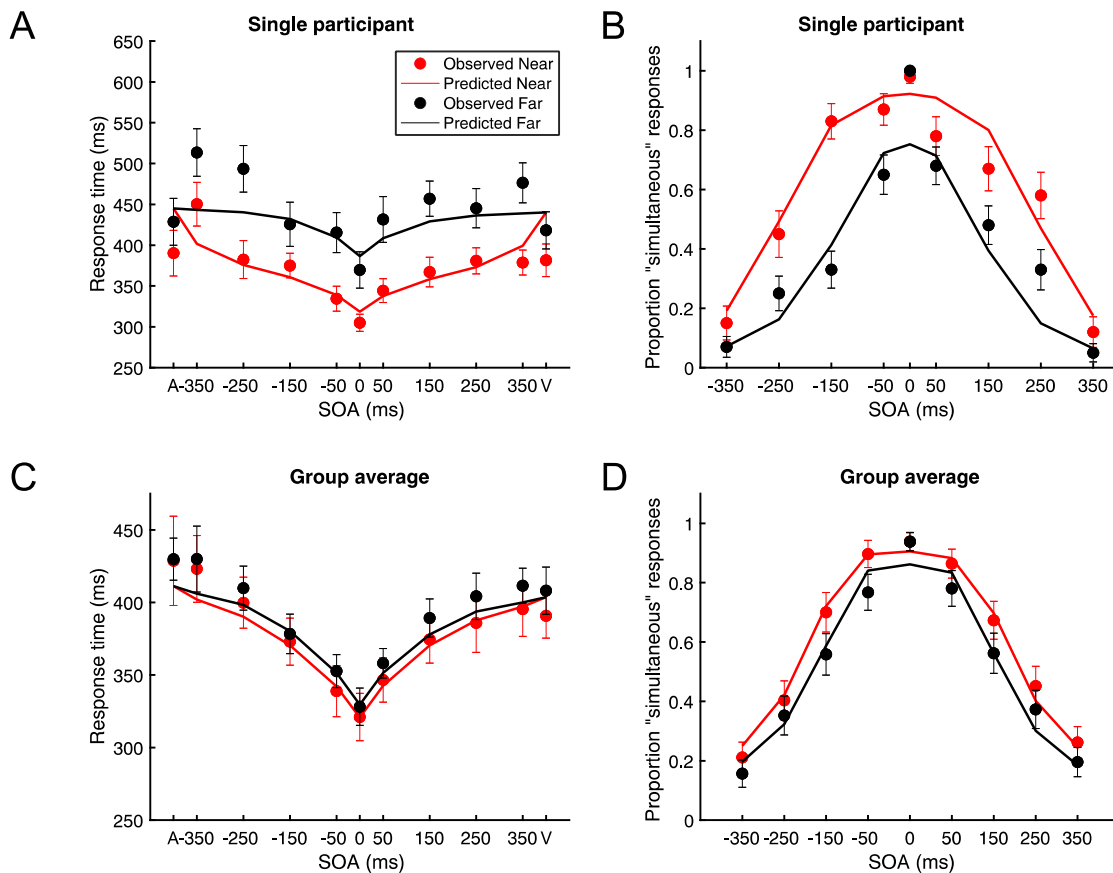 A
Single participant
Response time (ms)
650
600
550
500
450
400
350
300
250
Observed Near
Predicted Near
Observed Far
Predicted Far
A -350 -250 -150 -50 0 50 150 250 350 V
SOA (ms)
B
Single participant
Proportion "simultaneous" responses
1
0.8
0.6
0.4
0.2
0
-350 -250 -150 -50 0 50 150 250 350
SOA (ms)
C
Group average
Response time (ms)
450
400
350
300
250
A -350 -250 -150 -50 0 50 150 250 350 V
SOA (ms)
D
Group average
Proportion "simultaneous" responses
1
0.8
0.6
0.4
0.2
0
-350 -250 -150 -50 0 50 150 250 350
SOA (ms)